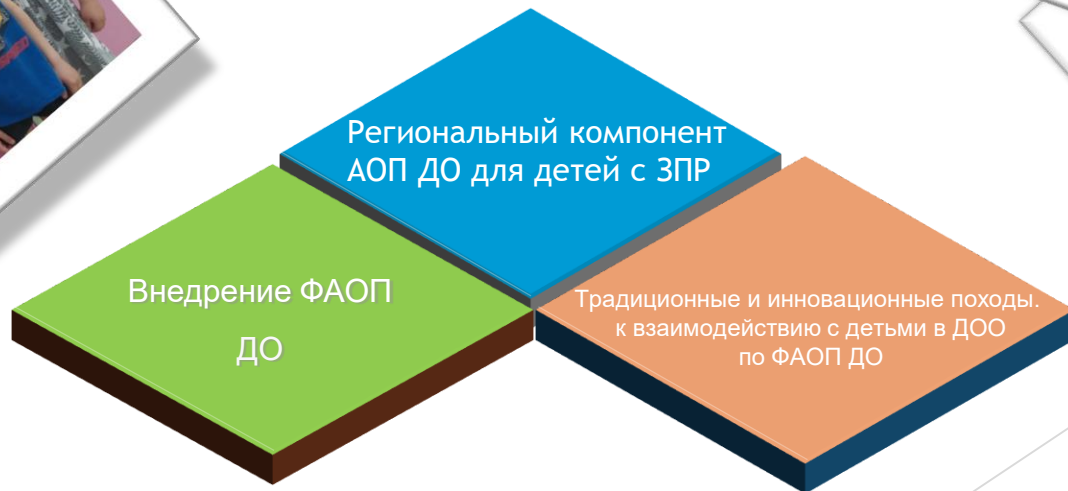 Региональный компонент
АОП ДО для детей с ЗПР
Внедрение ФАОП
ДО
Традиционные и инновационные походы.
к взаимодействию с детьми в ДОО
по ФАОП ДО